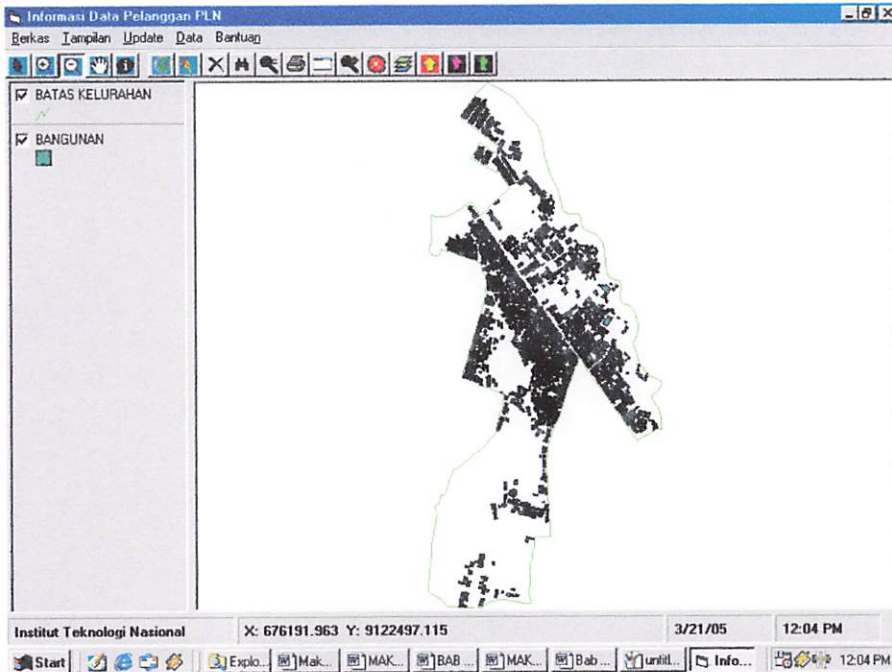 Informasi Data Pelanggan PLN
Berkas Tampilan Update Data Bantuan
BATAS KELURAHAN
BANGUNAN
Institut Teknologi Nasional X: 676191.963 Y: 9122497.115 3/21/05 12:04 PM
Start Explo... Mak... MAK... BAB ... MAK... Bab ... untitl... Info... 12:04 PM